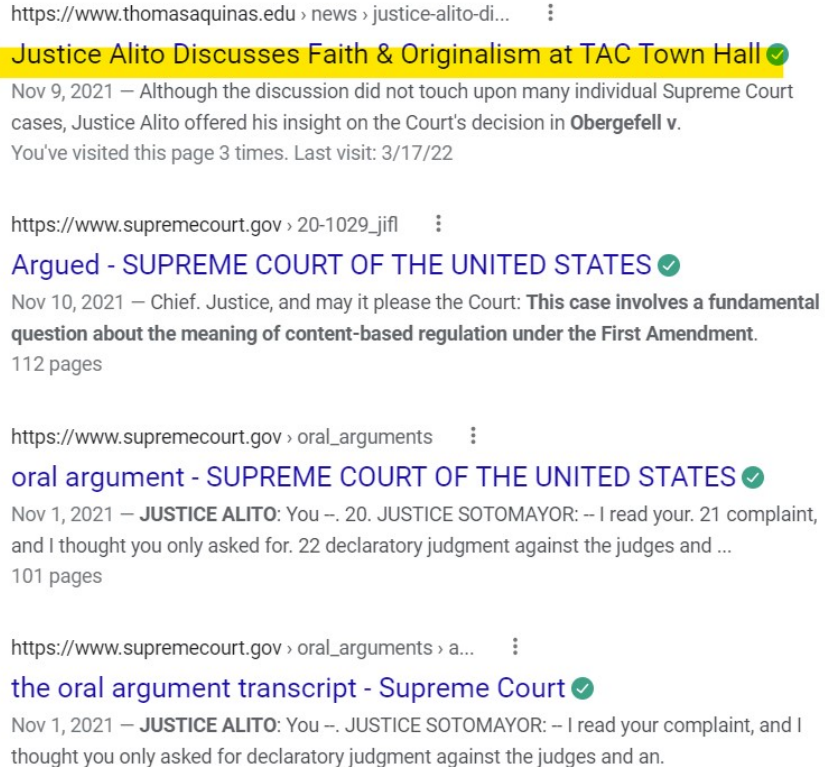 https://www.thomasaquinas.edu › news › justice-alito-di...
Justice Alito Discusses Faith & Originalism at TAC Town Hall
Nov 9, 2021 — Although the discussion did not touch upon many individual Supreme Court
cases, Justice Alito offered his insight on the Court's decision in Obergefell v.
You've visited this page 3 times. Last visit: 3/17/22
https://www.supremecourt.gov › 20-1029_jifl
Argued - SUPREME COURT OF THE UNITED STATES
Nov 10, 2021 — Chief. Justice, and may it please the Court: This case involves a fundamental
question about the meaning of content-based regulation under the First Amendment.
112 pages
https://www.supremecourt.gov › oral_arguments
oral argument - SUPREME COURT OF THE UNITED STATES
Nov 1, 2021 — JUSTICE ALITO: You --. 20. JUSTICE SOTOMAYOR: -- I read your. 21 complaint,
and I thought you only asked for. 22 declaratory judgment against the judges and ...
101 pages
https://www.supremecourt.gov › oral_arguments › a...
the oral argument transcript - Supreme Court
Nov 1, 2021 — JUSTICE ALITO: You --. JUSTICE SOTOMAYOR: -- I read your complaint, and I
thought you only asked for declaratory judgment against the judges and an.